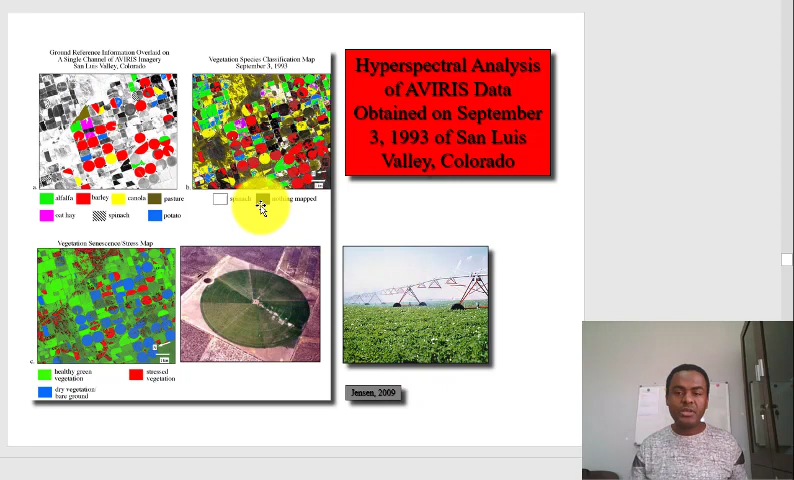 Ground Reference Information Overlaid on
A Single Channel of AVIRIS Imagery
San Luis Valley, Colorado
Vegetation Species Classification Map
September 3, 1993
a.
b.
alfalfa
barley
canola
pasture
oat hay
spinach
potato
spinach
nothing mapped
Vegetation Senescence/Stress Map
c.
healthy green
vegetation
stressed
vegetation
dry vegetation/
bare ground
Hyperspectral Analysis
of AVIRIS Data
Obtained on September
3, 1993 of San Luis
Valley, Colorado
Jensen, 2009